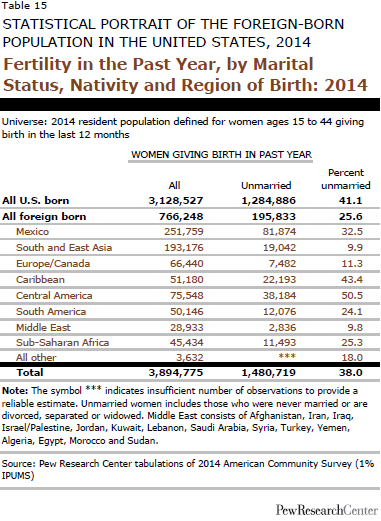 Table 15
STATISTICAL PORTRAIT OF THE FOREIGN-BORN
POPULATION IN THE UNITED STATES, 2014
Fertility in the Past Year, by Marital
Status, Nativity and Region of Birth: 2014
Universe: 2014 resident population defined for women ages 15 to 44 giving
birth in the last 12 months
WOMEN GIVING BIRTH IN PAST YEAR
Percent
All Unmarried unmarried
All U.S. born 3,128,527 1,284,886 41.1
All foreign born 766,248 195,833 25.6
Mexico 251,759 81,874 32.5
South and East Asia 193,176 19,042 9.9
Europe/Canada 66,440 7,482 11.3
Caribbean 51,180 22,193 43.4
Central America 75,548 38,184 50.5
South America 50,146 12,076 24.1
Middle East 28,933 2,836 9.8
Sub-Saharan Africa 45,434 11,493 25.3
All other 3,632 *** 18.0
Total 3,894,775 1,480,719 38.0
Note: The symbol *** indicates insufficient number of observations to provide a
reliable estimate. Unmarried women includes those who were never married or are
divorced, separated or widowed. Middle East consists of Afghanistan, Iran, Iraq,
Israel/Palestine, Jordan, Kuwait, Lebanon, Saudi Arabia, Syria, Turkey, Yemen,
Algeria, Egypt, Morocco and Sudan.
Source: Pew Research Center tabulations of 2014 American Community Survey (1%
IPUMS)
PewResearchCenter